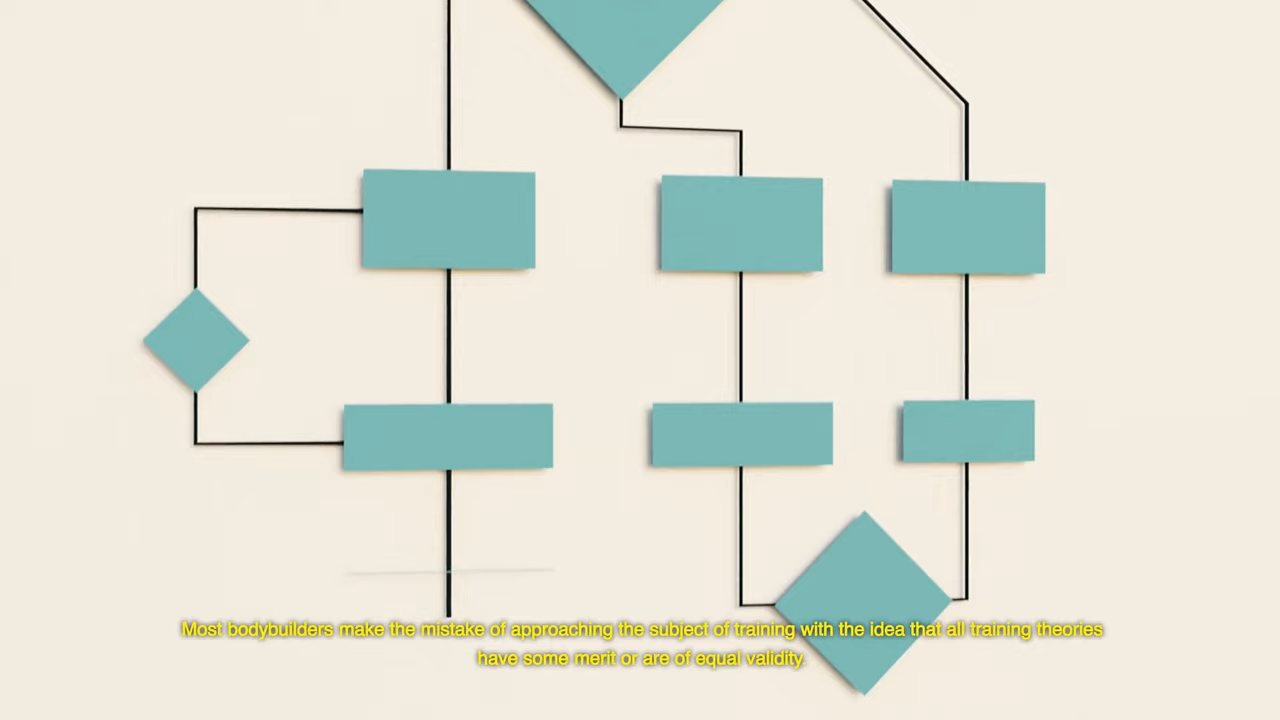 Most bodybuilders make the mistake of approaching the subject of training with the idea that all training theories
have some merit or are of equal validity.